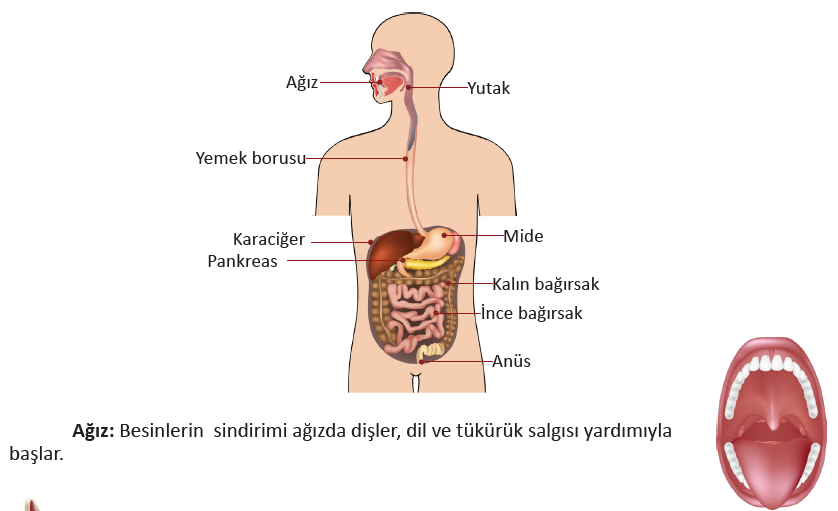 Ağız
Yutak
Yemek borusu
Karaciğer
Mide
Pankreas
Kalın bağırsak
İnce bağırsak
Anüs
Ağız: Besinlerin sindirimi ağızda dişler, dil ve tükürük salgısı yardımıyla
başlar.